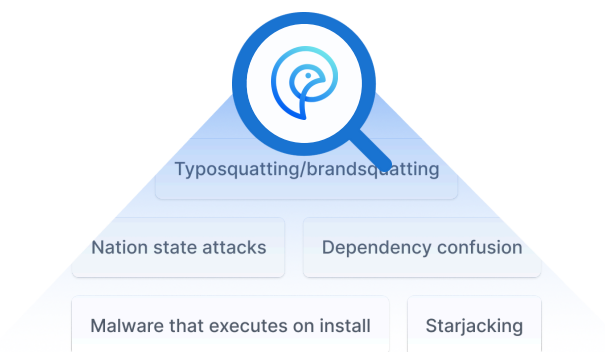 Typosquatting/brandsquatting
Nation state attacks
Dependency confusion
Malware that executes on install
Starjacking